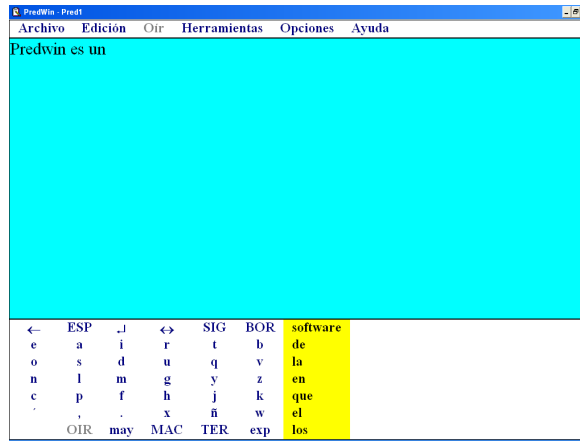 PredWin - Pred1
Archivo Edición Oír Herramientas Opciones Ayuda
Predwin es un
← ESP ↵ ↔ SIG BOR software
e a i r t b de
o s d u q v la
n l m g y z en
c p f h j k que
´ , . x ñ w el
OIR may MAC TER exp los